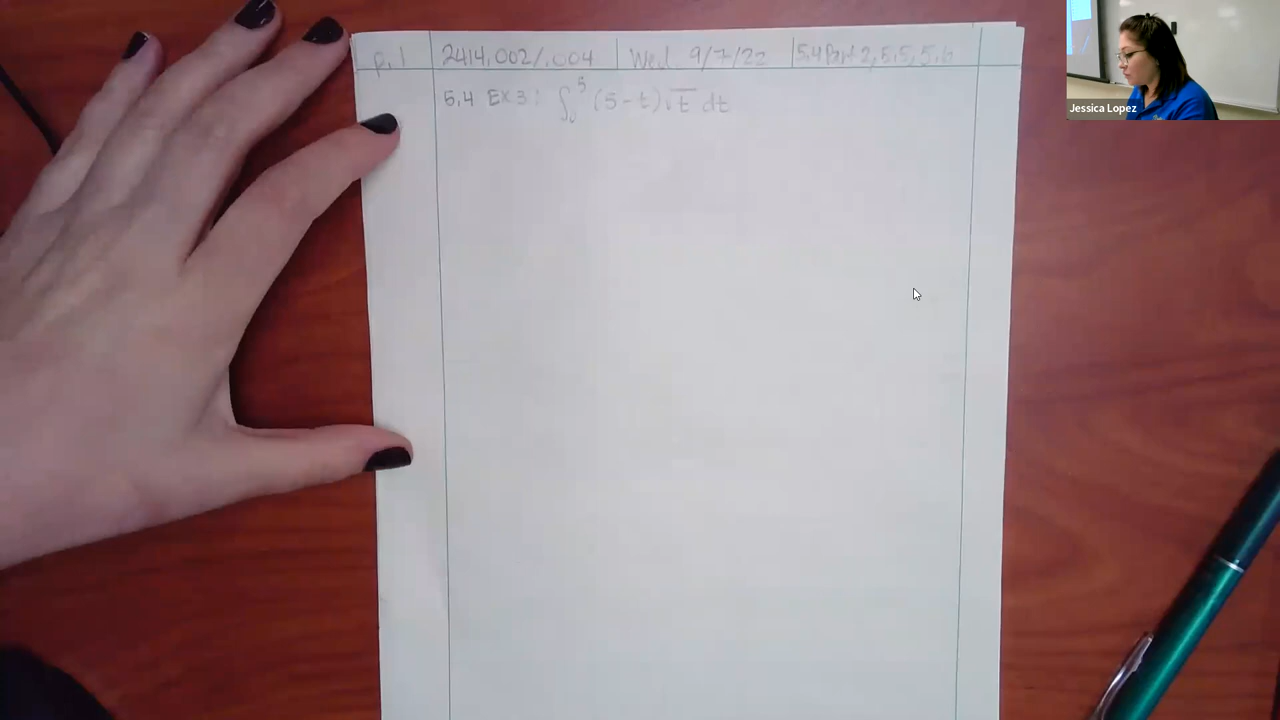 p. 1 2414.002/.004 Wed 9/7/22 5.4 Part 2, 5.5, 5.6
5.4 Ex 3: ∫₀⁵ (5-t)√t dt
Jessica Lopez